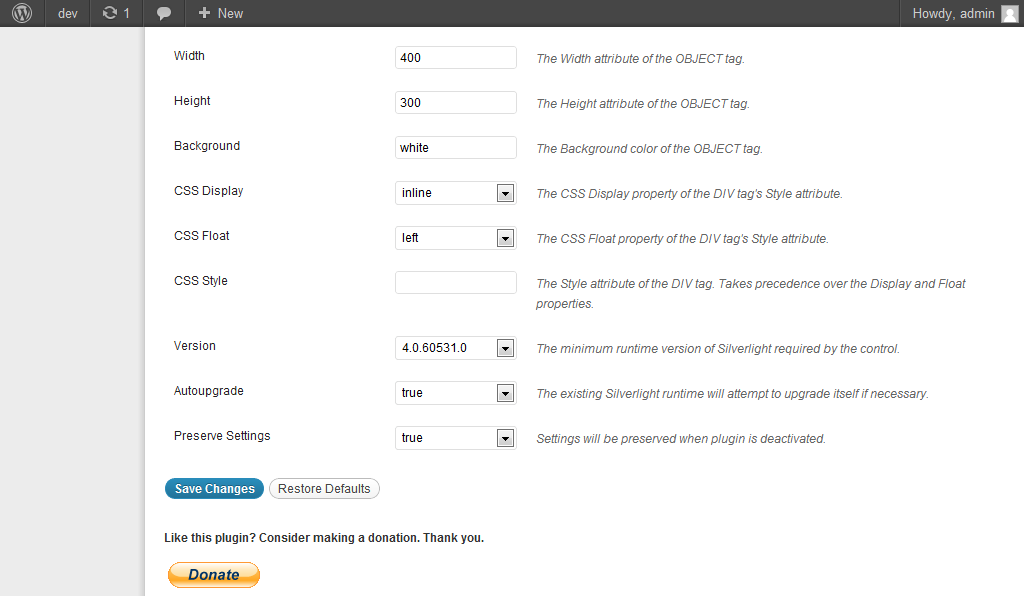 dev 1 New Howdy, admin
Width 400 The Width attribute of the OBJECT tag.
Height 300 The Height attribute of the OBJECT tag.
Background white The Background color of the OBJECT tag.
CSS Display inline The CSS Display property of the DIV tag's Style attribute.
CSS Float left The CSS Float property of the DIV tag's Style attribute.
CSS Style The Style attribute of the DIV tag. Takes precedence over the Display and Float
properties.
Version 4.0.60531.0 The minimum runtime version of Silverlight required by the control.
Autoupgrade true The existing Silverlight runtime will attempt to upgrade itself if necessary.
Preserve Settings true Settings will be preserved when plugin is deactivated.
Save Changes Restore Defaults
Like this plugin? Consider making a donation. Thank you.
Donate